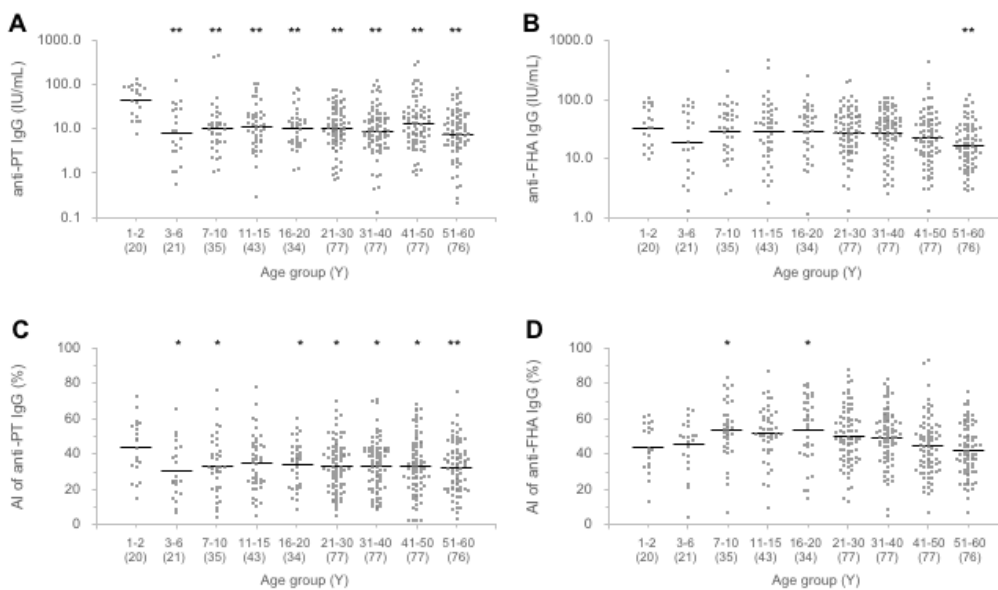 A
** ** ** ** ** ** ** **
anti-PT IgG (IU/mL)
1000.0
100.0
10.0
1.0
0.1
1-2 3-6 7-10 11-15 16-20 21-30 31-40 41-50 51-60
(20) (21) (35) (43) (34) (77) (77) (77) (76)
Age group (Y)
B
**
anti-FHA IgG (IU/mL)
1000.0
100.0
10.0
1.0
1-2 3-6 7-10 11-15 16-20 21-30 31-40 41-50 51-60
(20) (21) (35) (43) (34) (77) (77) (77) (76)
Age group (Y)
C
* * * * * * **
AI of anti-PT IgG (%)
100
80
60
40
20
0
1-2 3-6 7-10 11-15 16-20 21-30 31-40 41-50 51-60
(20) (21) (35) (43) (34) (77) (77) (77) (76)
Age group (Y)
D
* *
AI of anti-FHA IgG (%)
100
80
60
40
20
0
1-2 3-6 7-10 11-15 16-20 21-30 31-40 41-50 51-60
(20) (21) (35) (43) (34) (77) (77) (77) (76)
Age group (Y)